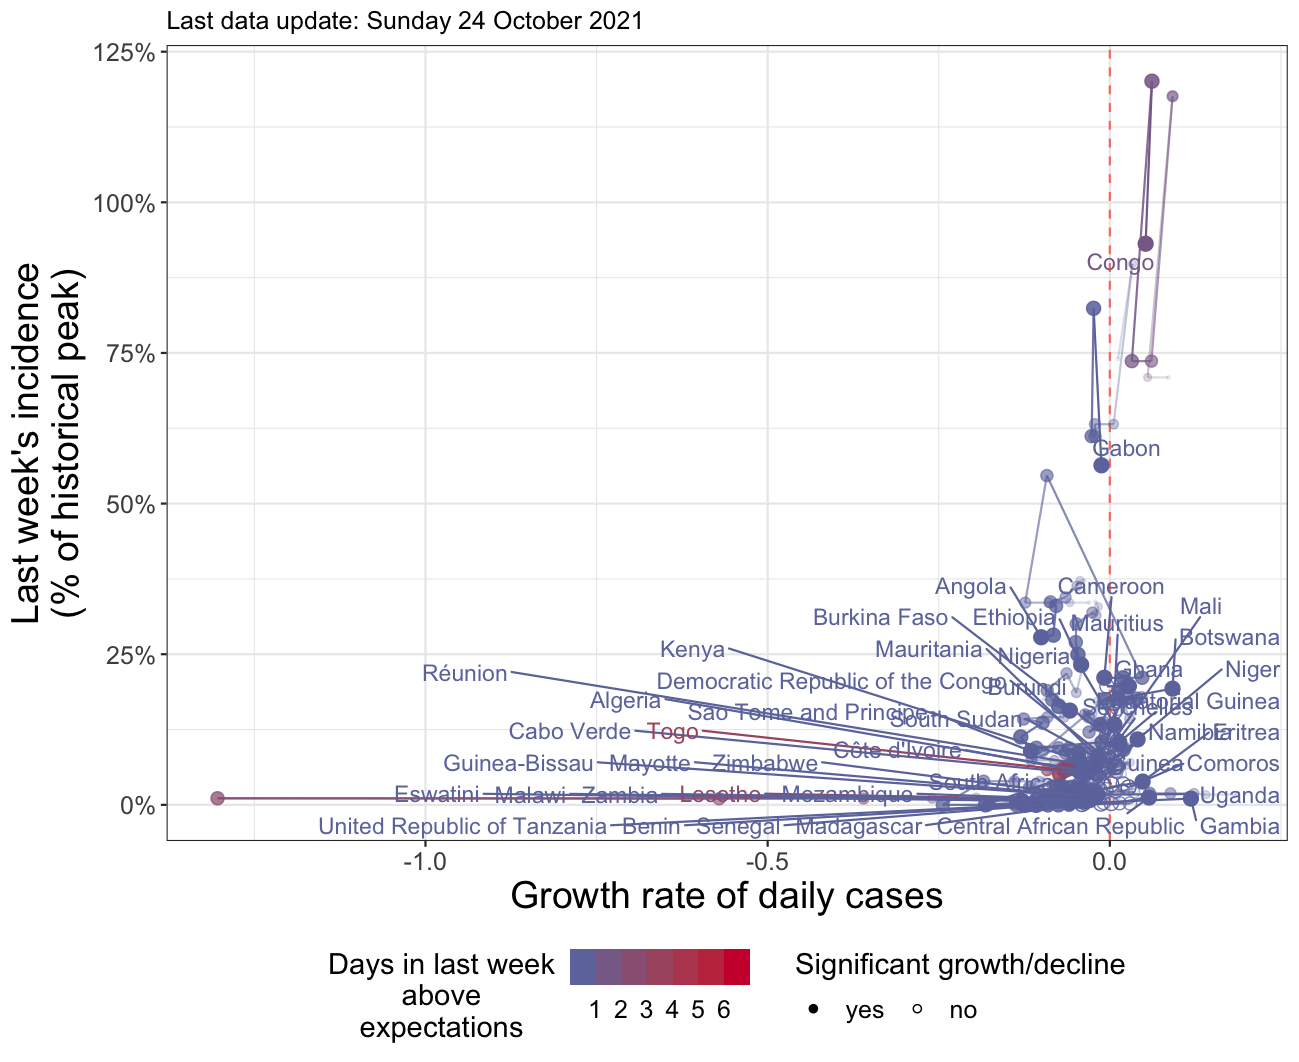 Last data update: Sunday 24 October 2021
Last week's incidence
(% of historical peak)
125%
100%
75%
50%
25%
0%
Congo
Gabon
Angola
Cameroon
Mali
Burkina Faso
Ethiopia
Mauritius
Botswana
Kenya
Mauritania
Nigeria
Ghana
Niger
Réunion
Democratic Republic of the Congo
Burundi
Algeria
Sao Tome and Principe
South Sudan
Seychelles
Equatorial Guinea
Cabo Verde
Togo
Côte d'Ivoire
Namibia
Eritrea
Guinea-Bissau
Mayotte
Zimbabwe
South Africa
Guinea
Comoros
Eswatini
Malawi
Zambia
Lesotho
Mozambique
Uganda
United Republic of Tanzania
Benin
Senegal
Madagascar
Central African Republic
Gambia
-1.0
-0.5
0.0
Growth rate of daily cases
Days in last week
above
expectations
1 2 3 4 5 6
Significant growth/decline
yes
no